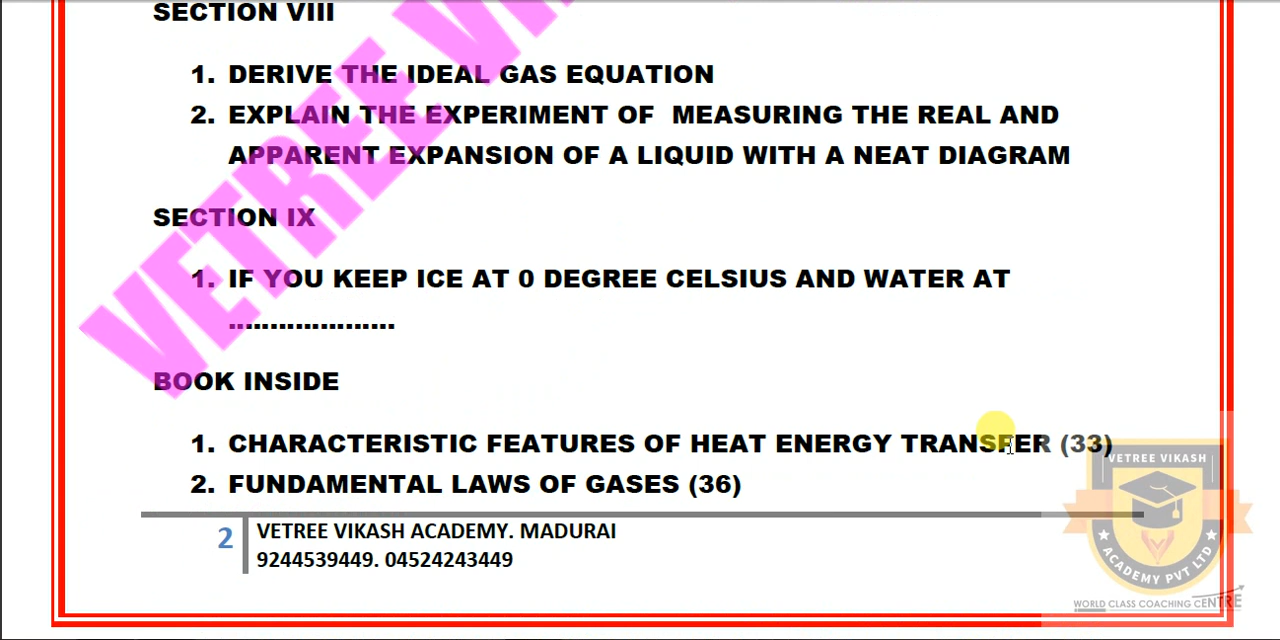 SECTION VIII
1. DERIVE THE IDEAL GAS EQUATION
2. EXPLAIN THE EXPERIMENT OF MEASURING THE REAL AND
APPARENT EXPANSION OF A LIQUID WITH A NEAT DIAGRAM
SECTION IX
1. IF YOU KEEP ICE AT 0 DEGREE CELSIUS AND WATER AT
....................
BOOK INSIDE
1. CHARACTERISTIC FEATURES OF HEAT ENERGY TRANSFER (33)
2. FUNDAMENTAL LAWS OF GASES (36)
2 VETREE VIKASH ACADEMY. MADURAI
9244539449. 04524243449
VETREE VIKASH
ACADEMY PVT LTD
WORLD CLASS COACHING CENTRE
VETREE VI